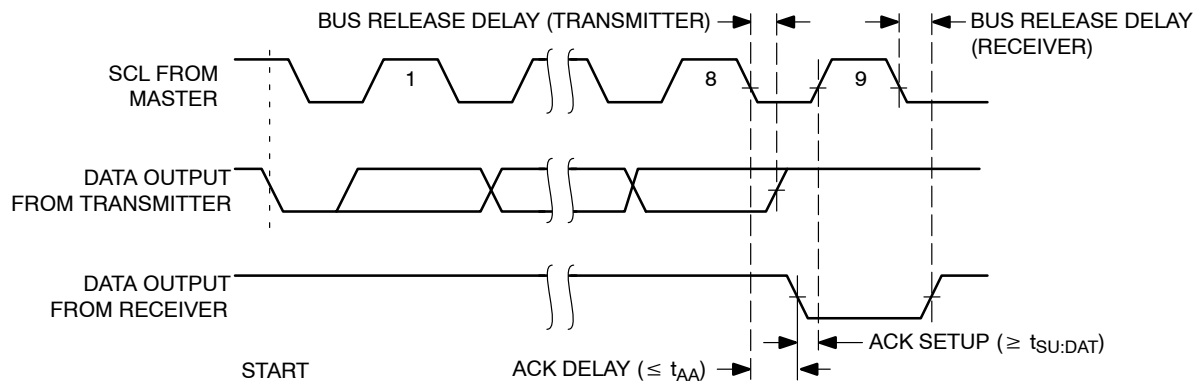 BUS RELEASE DELAY (TRANSMITTER)
BUS RELEASE DELAY
(RECEIVER)
SCL FROM
MASTER
1
8
9
DATA OUTPUT
FROM TRANSMITTER
DATA OUTPUT
FROM RECEIVER
START
ACK DELAY (≤ tAA)
ACK SETUP (≥ tSU:DAT)